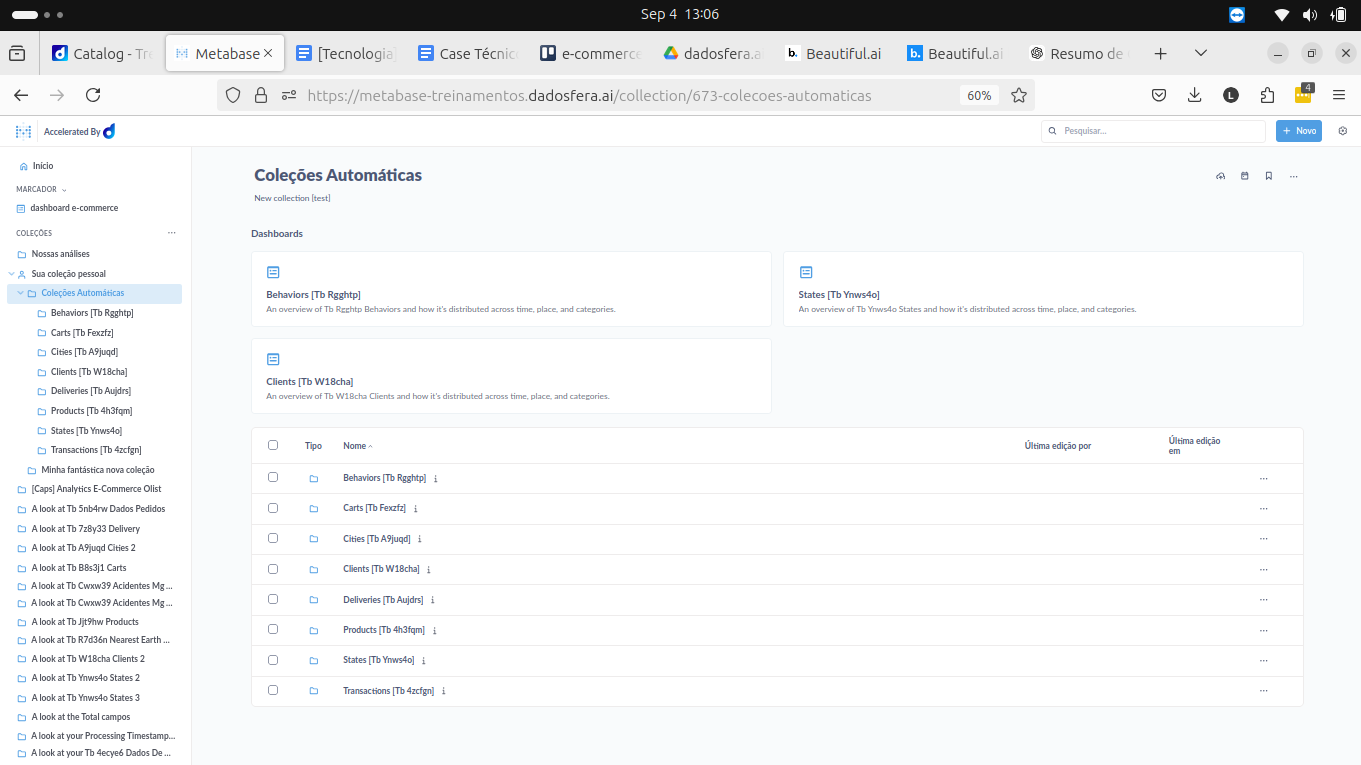 Sep 4 13:06
Catalog - Tre
Metabase
[Tecnologia]
Case Técnic
e-commerce
dadosfera.a
Beautiful.ai
Beautiful.ai
Resumo de
https://metabase-treinamentos.dadosfera.ai/collection/673-colecoes-automaticas
60%
L
4
Accelerated By
Pesquisar...
+ Novo
Início
MARCADOR
dashboard e-commerce
COLEÇÕES
...
Nossas análises
Sua coleção pessoal
Coleções Automáticas
Behaviors [Tb Rgghtp]
Carts [Tb Fexzfz]
Cities [Tb A9juqd]
Clients [Tb W18cha]
Deliveries [Tb Aujdrs]
Products [Tb 4h3fqm]
States [Tb Ynws4o]
Transactions [Tb 4zcfgn]
Minha fantástica nova coleção
[Caps] Analytics E-Commerce Olist
A look at Tb 5nb4rw Dados Pedidos
A look at Tb 7z8y33 Delivery
A look at Tb A9juqd Cities 2
A look at Tb B8s3j1 Carts
A look at Tb Cwxw39 Acidentes Mg ...
A look at Tb Cwxw39 Acidentes Mg ...
A look at Tb Jjt9hw Products
A look at Tb R7d36n Nearest Earth ...
A look at Tb W18cha Clients 2
A look at Tb Ynws4o States 2
A look at Tb Ynws4o States 3
A look at the Total campos
A look at your Processing Timestamp...
A look at your Tb 4ecye6 Dados De ...
Coleções Automáticas
New collection [test]
Dashboards
Behaviors [Tb Rgghtp]
An overview of Tb Rgghtp Behaviors and how it's distributed across time, place, and categories.
States [Tb Ynws4o]
An overview of Tb Ynws4o States and how it's distributed across time, place, and categories.
Clients [Tb W18cha]
An overview of Tb W18cha Clients and how it's distributed across time, place, and categories.
Tipo Nome Última edição por Última edição em
Behaviors [Tb Rgghtp]
Carts [Tb Fexzfz]
Cities [Tb A9juqd]
Clients [Tb W18cha]
Deliveries [Tb Aujdrs]
Products [Tb 4h3fqm]
States [Tb Ynws4o]
Transactions [Tb 4zcfgn]